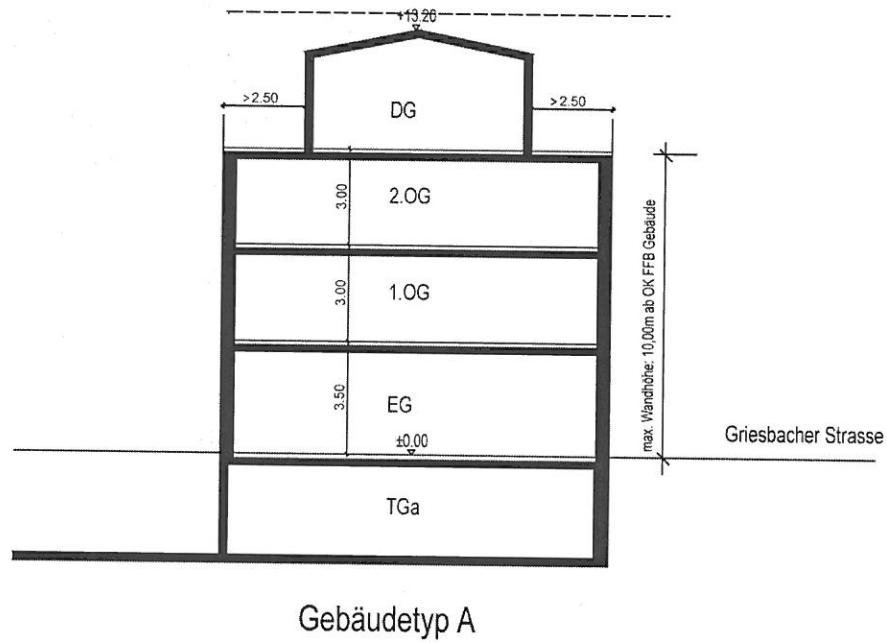 +13.20
>2.50
>2.50
DG
3.00
2.OG
3.00
1.OG
3.50
EG
±0.00
max. Wandhöhe: 10,00m ab OK FFB Gebäude
Griesbacher Strasse
TGa
Gebäudetyp A